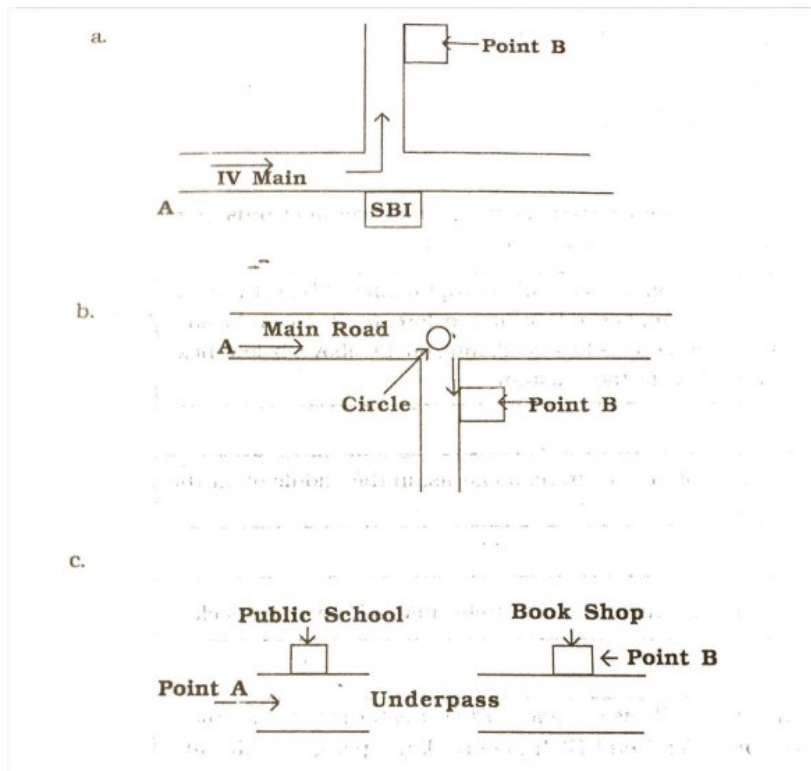 a.
Point B
IV Main
A
SBI
b.
Main Road
A
Circle
Point B
c.
Public School
Book Shop
Point B
Point A
Underpass